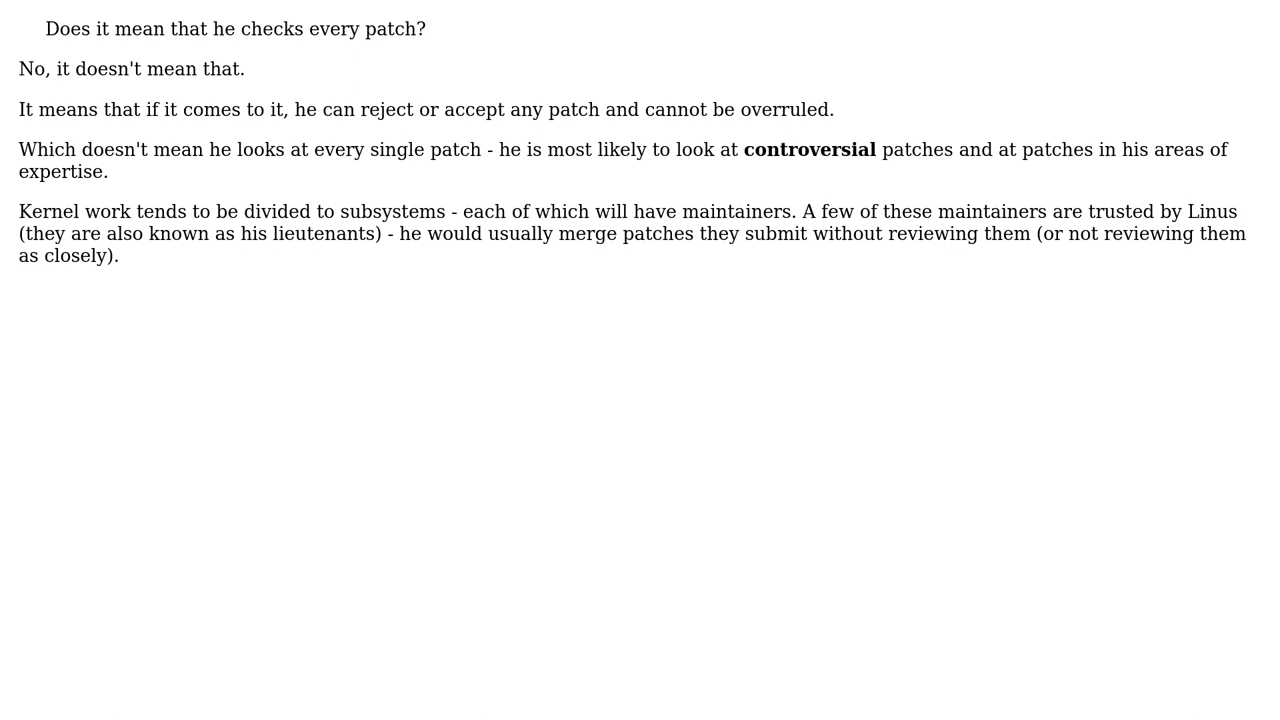 Does it mean that he checks every patch?
No, it doesn't mean that.
It means that if it comes to it, he can reject or accept any patch and cannot be overruled.
Which doesn't mean he looks at every single patch - he is most likely to look at controversial patches and at patches in his areas of
expertise.
Kernel work tends to be divided to subsystems - each of which will have maintainers. A few of these maintainers are trusted by Linus
(they are also known as his lieutenants) - he would usually merge patches they submit without reviewing them (or not reviewing them
as closely).